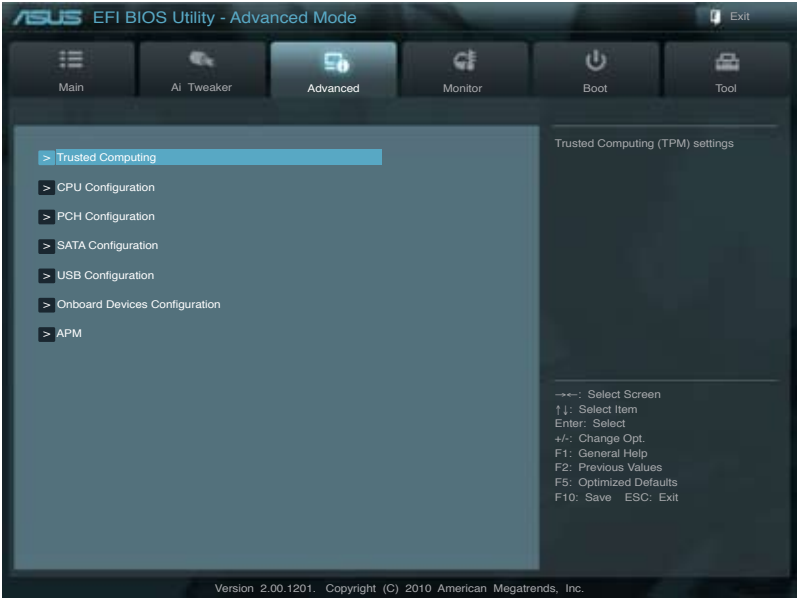 ASUS EFI BIOS Utility - Advanced Mode
Exit
Main
Ai Tweaker
Advanced
Monitor
Boot
Tool
> Trusted Computing
> CPU Configuration
> PCH Configuration
> SATA Configuration
> USB Configuration
> Onboard Devices Configuration
> APM
Trusted Computing (TPM) settings
→←: Select Screen
↑↓: Select Item
Enter: Select
+/-: Change Opt.
F1: General Help
F2: Previous Values
F5: Optimized Defaults
F10: Save ESC: Exit
Version 2.00.1201. Copyright (C) 2010 American Megatrends, Inc.